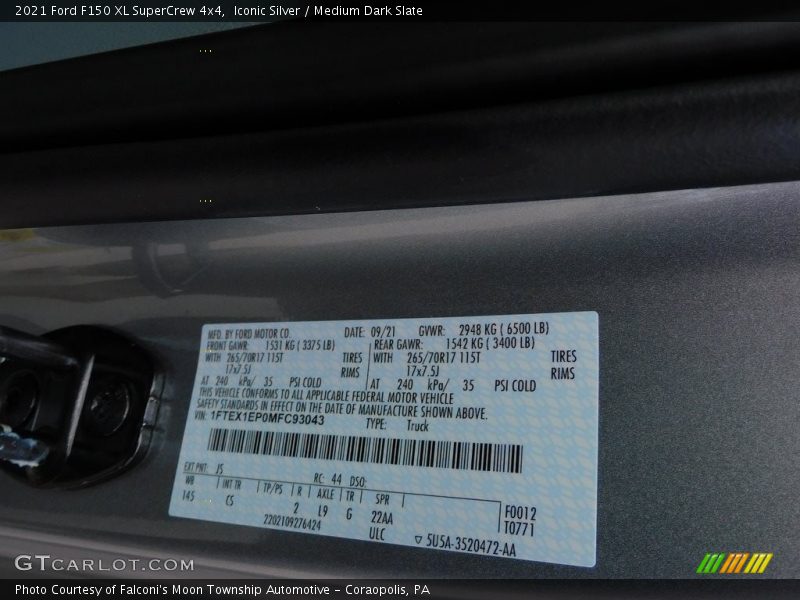 2021 Ford F150 XL SuperCrew 4x4, Iconic Silver / Medium Dark Slate
MFD. BY FORD MOTOR CO. DATE: 09/21 GVWR: 2948 KG ( 6500 LB)
FRONT GAWR: 1531 KG ( 3375 LB) REAR GAWR: 1542 KG ( 3400 LB)
WITH 265/70R17 115T TIRES WITH 265/70R17 115T TIRES
17x7.5J RIMS 17x7.5J RIMS
AT 240 kPa/ 35 PSI COLD AT 240 kPa/ 35 PSI COLD
THIS VEHICLE CONFORMS TO ALL APPLICABLE FEDERAL MOTOR VEHICLE
SAFETY STANDARDS IN EFFECT ON THE DATE OF MANUFACTURE SHOWN ABOVE.
VIN: 1FTEX1EP0MFC93043 TYPE: Truck
EXT PNT: JS RC: 44 DSO:
WB INT TR TP/PS R AXLE TR SPR F0012
145 CS 2 L9 G 22AA T0771
2202109276424 ULC ▽ 5U5A-3520472-AA
GTCARLOT.COM
Photo Courtesy of Falconi's Moon Township Automotive - Coraopolis, PA